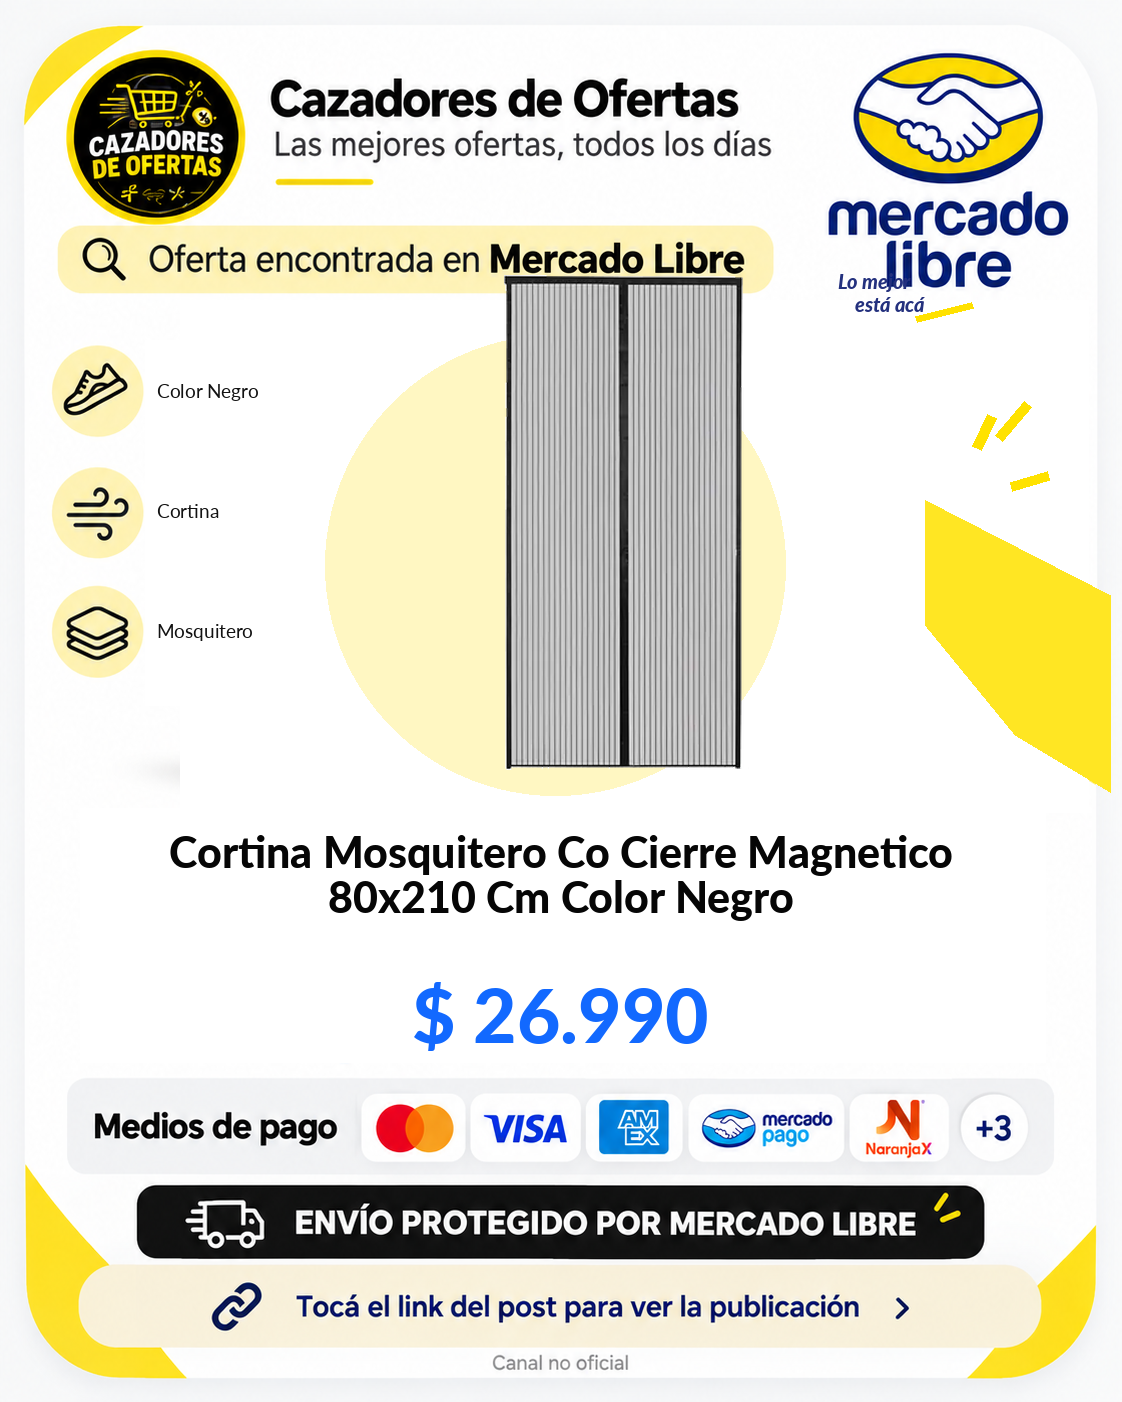 CAZADORES
DE OFERTAS
Cazadores de Ofertas
Las mejores ofertas, todos los días
mercado
libre
Lo mejor
está acá
Oferta encontrada en Mercado Libre
Color Negro
Cortina
Mosquitero
Cortina Mosquitero Co Cierre Magnetico
80x210 Cm Color Negro
$ 26.990
Medios de pago
VISA
AM
EX
mercado
pago
NaranjaX
+3
ENVÍO PROTEGIDO POR MERCADO LIBRE
Tocá el link del post para ver la publicación
Canal no oficial